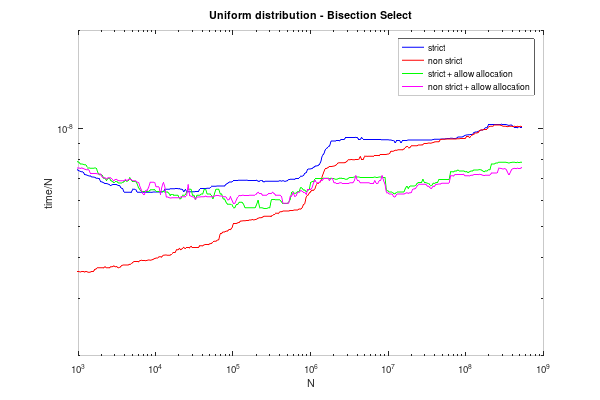 Uniform distribution - Bisection Select
strict
non strict
strict + allow allocation
non strict + allow allocation
time/N
10^-8
10^3 10^4 10^5 10^6 10^7 10^8 10^9
N